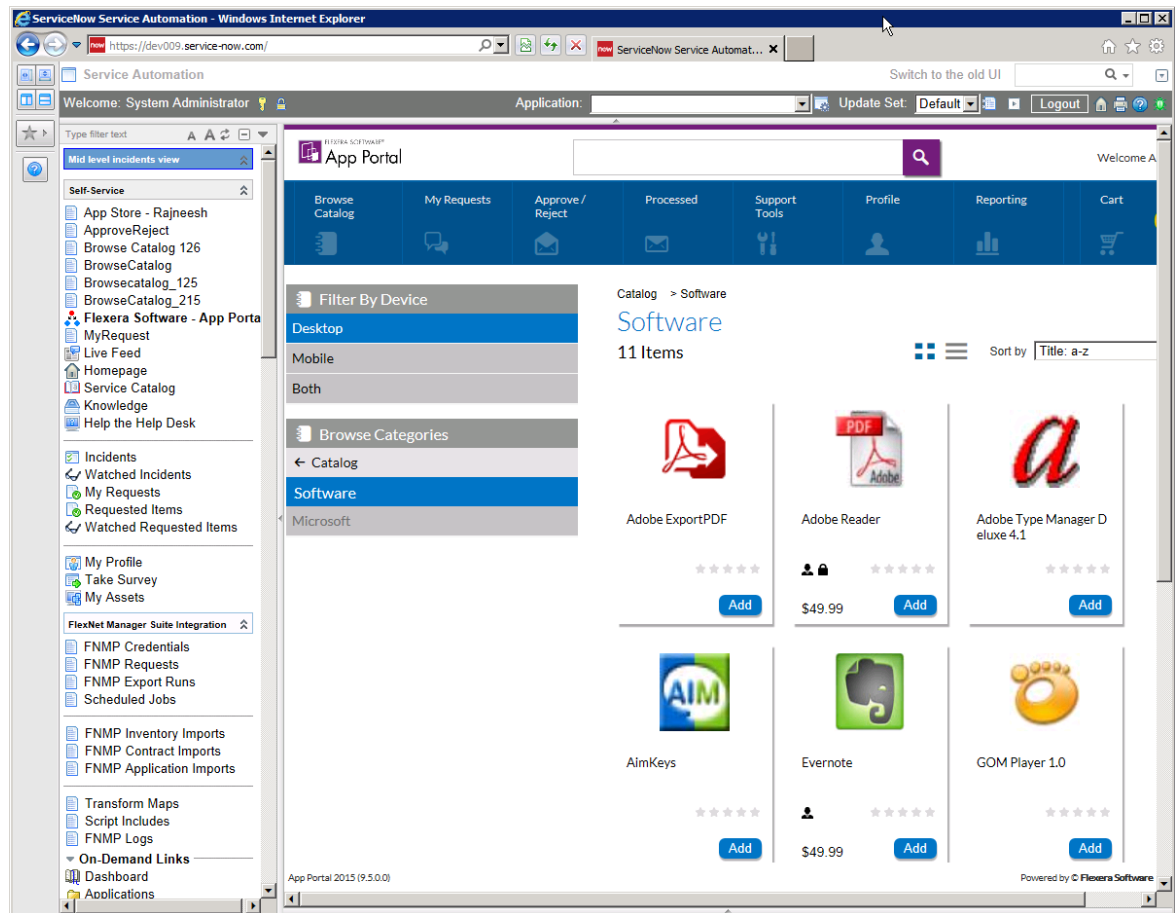 ServiceNow Service Automation - Windows Internet Explorer
now https://dev009.service-now.com/
now ServiceNow Service Automat...
Service Automation
Switch to the old UI
Welcome: System Administrator
Application:
Update Set: Default
Logout
Type filter text A A
Mid level incidents view
Self-Service
App Store - Rajneesh
ApproveReject
Browse Catalog 126
BrowseCatalog
Browsecatalog_125
BrowseCatalog_215
Flexera Software - App Porta
MyRequest
Live Feed
Homepage
Service Catalog
Knowledge
Help the Help Desk
Incidents
Watched Incidents
My Requests
Requested Items
Watched Requested Items
My Profile
Take Survey
My Assets
FlexNet Manager Suite Integration
FNMP Credentials
FNMP Requests
FNMP Export Runs
Scheduled Jobs
FNMP Inventory Imports
FNMP Contract Imports
FNMP Application Imports
Transform Maps
Script Includes
FNMP Logs
On-Demand Links
Dashboard
Applications
FLEXERA SOFTWARE
App Portal
Welcome A
Browse
Catalog
My Requests
Approve /
Reject
Processed
Support
Tools
Profile
Reporting
Cart
Filter By Device
Desktop
Mobile
Both
Browse Categories
← Catalog
Software
Microsoft
Catalog > Software
Software
11 Items
Sort by Title: a-z
PDF
Adobe
Adobe ExportPDF
Adobe Reader
Adobe Type Manager D
eluxe 4.1
Add
$49.99 Add
Add
AIM
AimKeys
Evernote
GOM Player 1.0
Add
$49.99 Add
Add
App Portal 2015 (9.5.0.0)
Powered by © Flexera Software